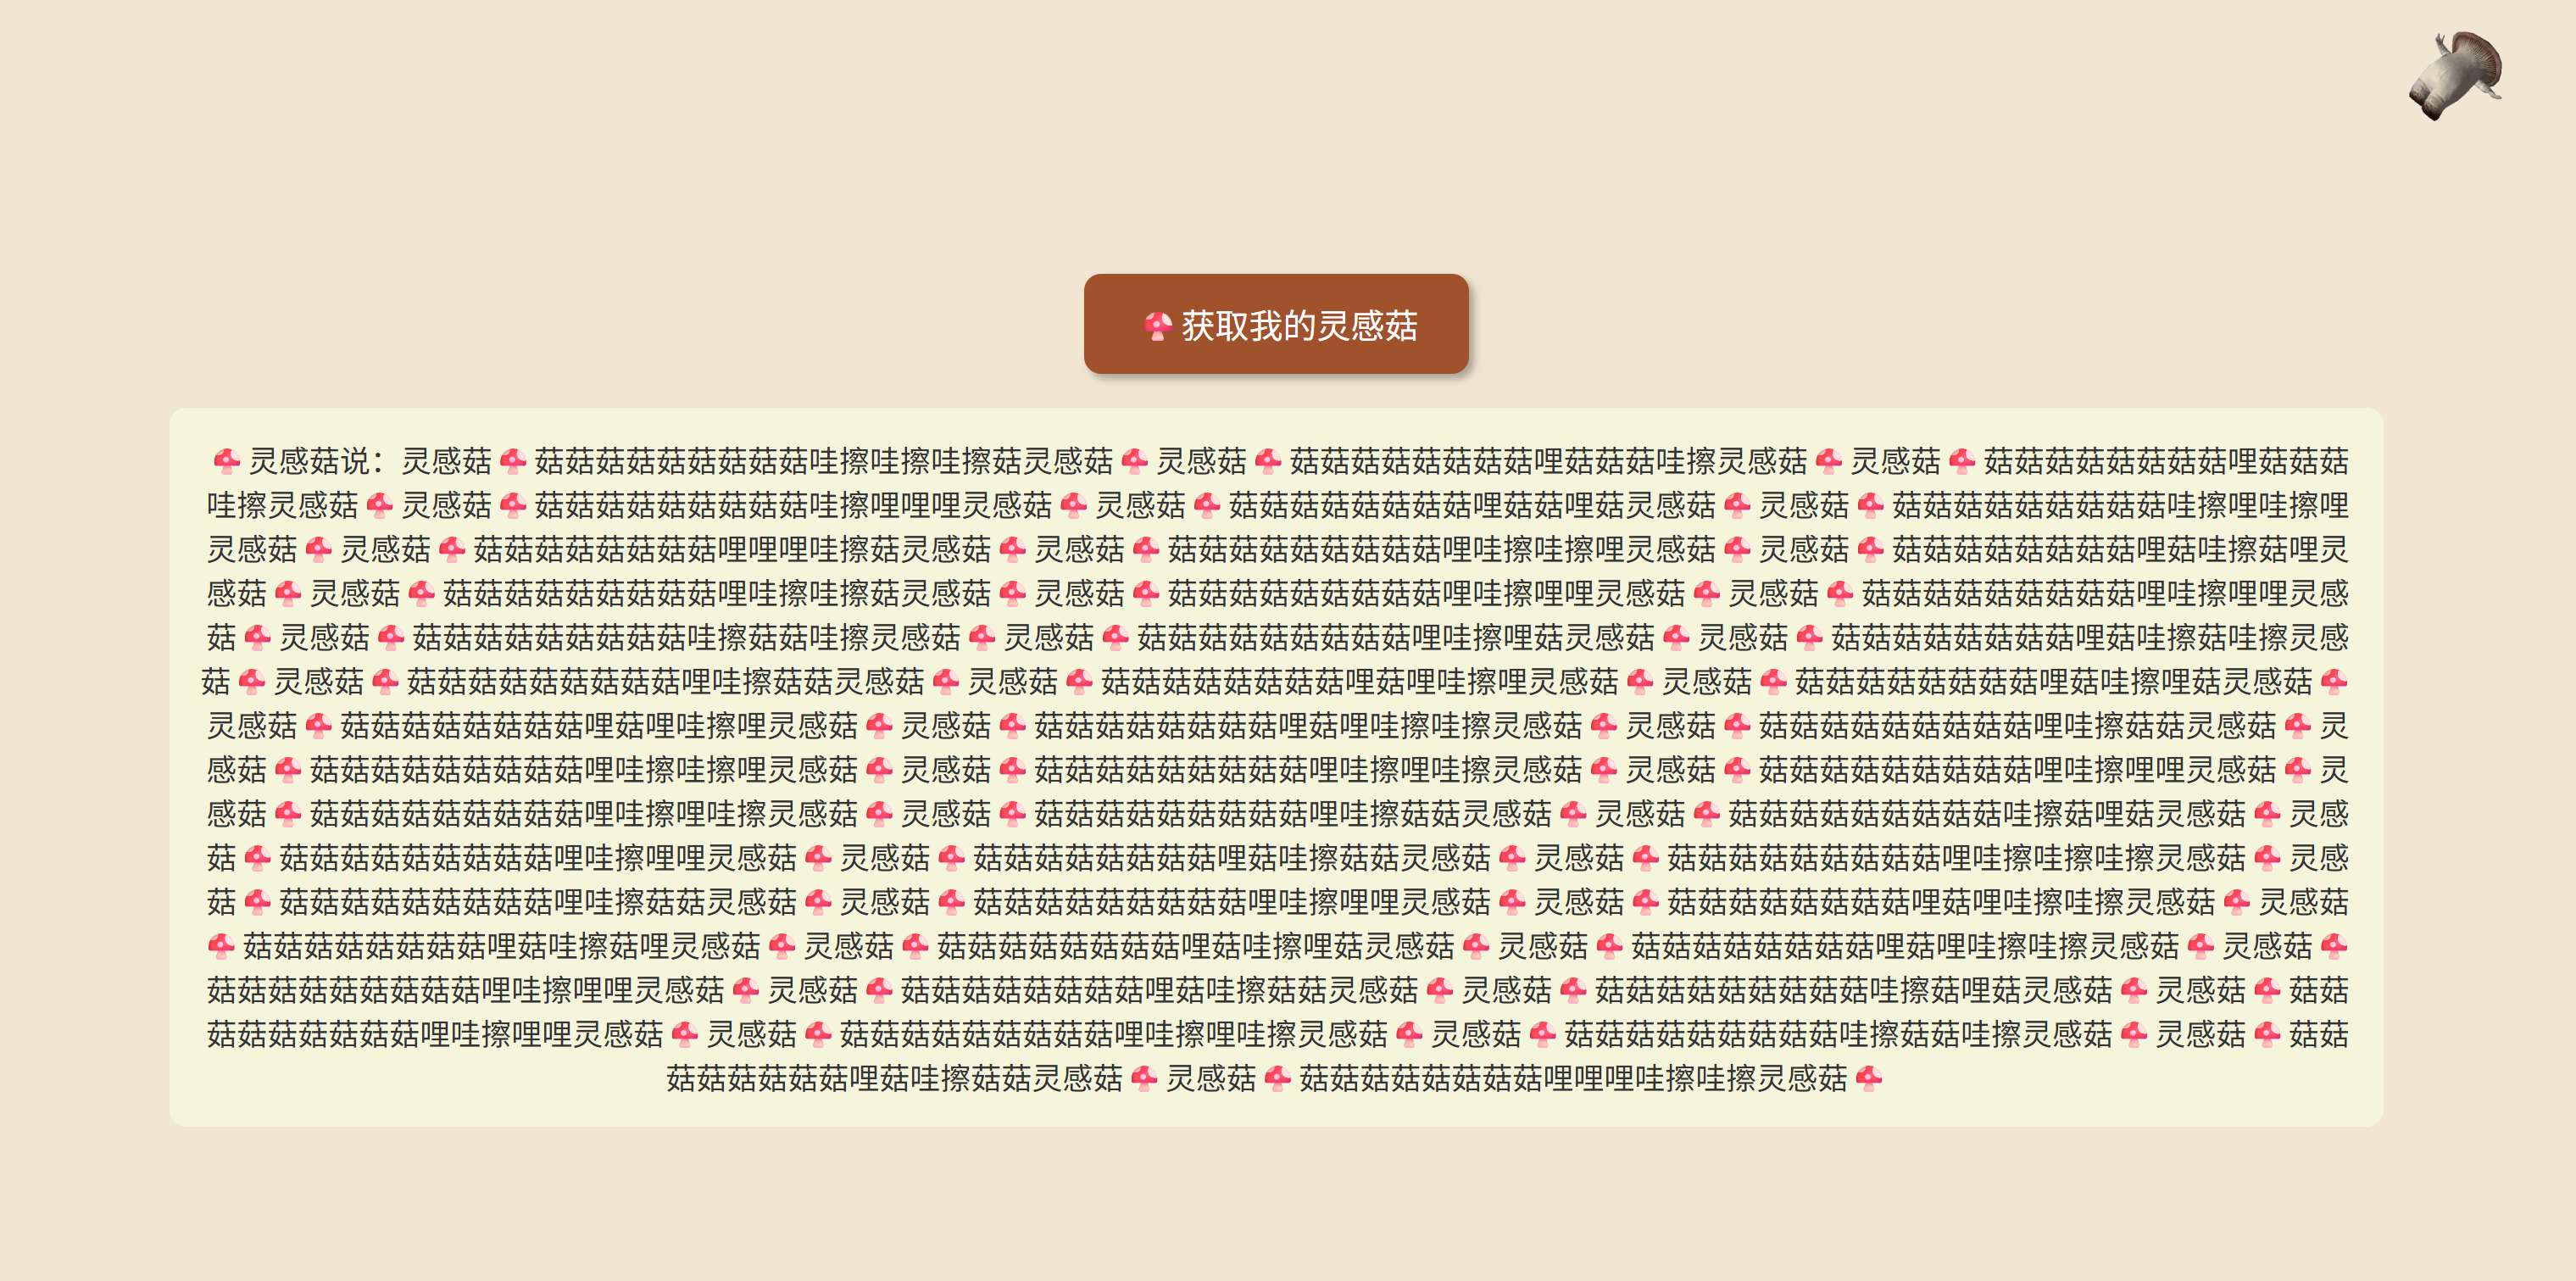 🍄获取我的灵感菇
🍄灵感菇说：灵感菇🍄菇菇菇菇菇菇菇菇菇哇擦哇擦哇擦菇灵感菇🍄灵感菇🍄菇菇菇菇菇菇菇菇哩菇菇菇哇擦灵感菇🍄灵感菇🍄菇菇菇菇菇菇菇菇哩菇菇菇
哇擦灵感菇🍄灵感菇🍄菇菇菇菇菇菇菇菇菇哇擦哩哩哩灵感菇🍄灵感菇🍄菇菇菇菇菇菇菇菇哩菇菇哩菇灵感菇🍄灵感菇🍄菇菇菇菇菇菇菇菇菇哇擦哩哇擦哩
灵感菇🍄灵感菇🍄菇菇菇菇菇菇菇菇哩哩哩哇擦菇灵感菇🍄灵感菇🍄菇菇菇菇菇菇菇菇菇哩哇擦哇擦哩灵感菇🍄灵感菇🍄菇菇菇菇菇菇菇菇哩菇哇擦菇哩灵
感菇🍄灵感菇🍄菇菇菇菇菇菇菇菇菇哩哇擦哇擦菇灵感菇🍄灵感菇🍄菇菇菇菇菇菇菇菇菇哩哇擦哩哩灵感菇🍄灵感菇🍄菇菇菇菇菇菇菇菇菇哩哇擦哩哩灵感
菇🍄灵感菇🍄菇菇菇菇菇菇菇菇菇哇擦菇菇哇擦灵感菇🍄灵感菇🍄菇菇菇菇菇菇菇菇菇哩哇擦哩菇灵感菇🍄灵感菇🍄菇菇菇菇菇菇菇菇哩菇哇擦菇哇擦灵感
菇🍄灵感菇🍄菇菇菇菇菇菇菇菇菇哩哇擦菇菇灵感菇🍄灵感菇🍄菇菇菇菇菇菇菇菇哩菇哩哇擦哩灵感菇🍄灵感菇🍄菇菇菇菇菇菇菇菇哩菇哇擦哩菇灵感菇🍄
灵感菇🍄菇菇菇菇菇菇菇菇哩菇哩哇擦哩灵感菇🍄灵感菇🍄菇菇菇菇菇菇菇菇哩菇哩哇擦哇擦灵感菇🍄灵感菇🍄菇菇菇菇菇菇菇菇菇哩哇擦菇菇灵感菇🍄灵
感菇🍄菇菇菇菇菇菇菇菇菇哩哇擦哇擦哩灵感菇🍄灵感菇🍄菇菇菇菇菇菇菇菇菇哩哇擦哩哇擦灵感菇🍄灵感菇🍄菇菇菇菇菇菇菇菇菇哩哇擦哩哩灵感菇🍄灵
感菇🍄菇菇菇菇菇菇菇菇菇哩哇擦哩哇擦灵感菇🍄灵感菇🍄菇菇菇菇菇菇菇菇菇哩哇擦菇菇灵感菇🍄灵感菇🍄菇菇菇菇菇菇菇菇菇哇擦菇哩菇灵感菇🍄灵感
菇🍄菇菇菇菇菇菇菇菇菇哩哇擦哩哩灵感菇🍄灵感菇🍄菇菇菇菇菇菇菇菇哩菇哇擦菇菇灵感菇🍄灵感菇🍄菇菇菇菇菇菇菇菇菇哩哇擦哇擦哇擦灵感菇🍄灵感
菇🍄菇菇菇菇菇菇菇菇菇哩哇擦菇菇灵感菇🍄灵感菇🍄菇菇菇菇菇菇菇菇菇哩哇擦哩哩灵感菇🍄灵感菇🍄菇菇菇菇菇菇菇菇哩菇哩哇擦哇擦灵感菇🍄灵感菇
🍄菇菇菇菇菇菇菇菇哩菇哇擦菇哩灵感菇🍄灵感菇🍄菇菇菇菇菇菇菇菇哩菇哇擦哩菇灵感菇🍄灵感菇🍄菇菇菇菇菇菇菇菇哩菇哩哇擦哇擦灵感菇🍄灵感菇🍄
菇菇菇菇菇菇菇菇菇哩哇擦哩哩灵感菇🍄灵感菇🍄菇菇菇菇菇菇菇菇哩菇哇擦菇菇灵感菇🍄灵感菇🍄菇菇菇菇菇菇菇菇菇哇擦菇哩菇灵感菇🍄灵感菇🍄菇菇
菇菇菇菇菇菇菇哩哇擦哩哩灵感菇🍄灵感菇🍄菇菇菇菇菇菇菇菇菇哩哇擦哩哇擦灵感菇🍄灵感菇🍄菇菇菇菇菇菇菇菇菇哇擦菇菇哇擦灵感菇🍄灵感菇🍄菇菇
菇菇菇菇菇菇哩菇哇擦菇菇灵感菇🍄灵感菇🍄菇菇菇菇菇菇菇菇哩哩哩哇擦哇擦灵感菇🍄